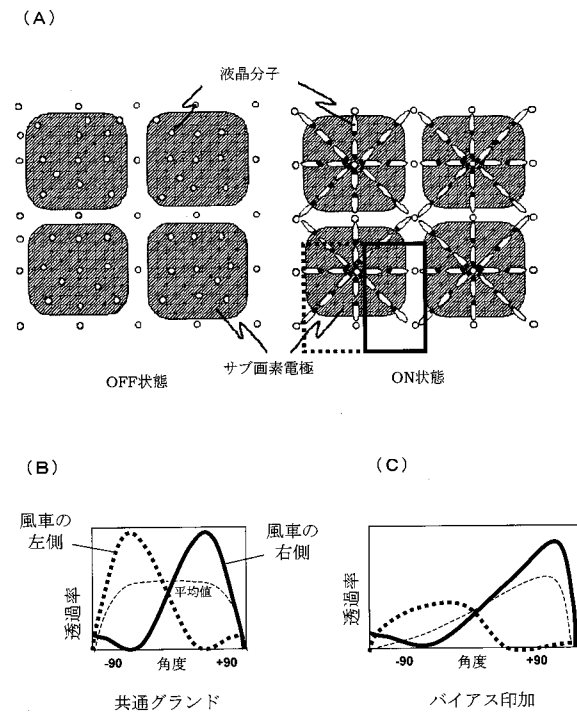 （A）
液晶分子
サブ画素電極
OFF状態
ON状態
（B）
（C）
風車の
左側
風車の
右側
平均値
透過率
-90
角度
+90
共通グランド
透過率
-90
角度
+90
バイアス印加